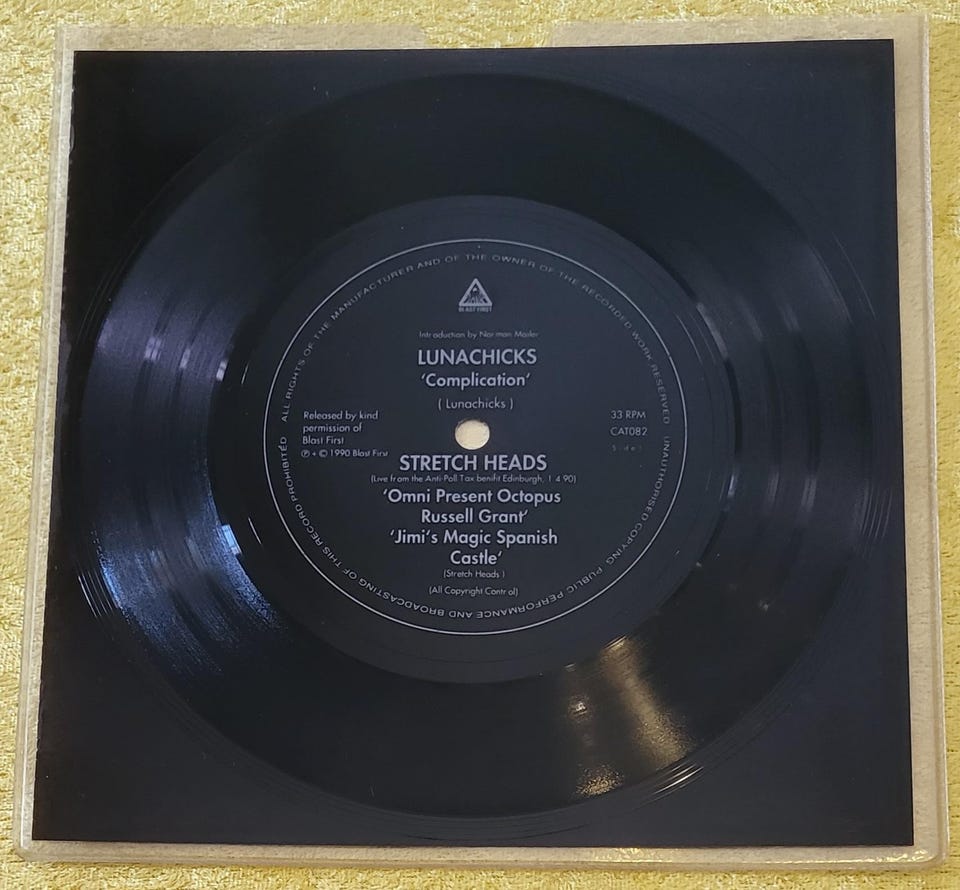 ALL RIGHTS OF THE MANUFACTURER AND OF THE OWNER OF THE RECORDED WORK RESERVED
UNAUTHORISED COPYING PUBLIC PERFORMANCE AND BROADCASTING OF THIS RECORD PROHIBITED
BLAST FIRST
Introduction by Norman Mailer
LUNACHICKS
'Complication'
( Lunachicks )
Released by kind
permission of
Blast First
℗ + © 1990 Blast First
33 RPM
CAT082
Side 1
STRETCH HEADS
(Live from the Anti-Poll Tax benifit Edinburgh, 1 4 90)
'Omni Present Octopus
Russell Grant'
'Jimi's Magic Spanish
Castle'
(Stretch Heads )
(All Copyright Control)